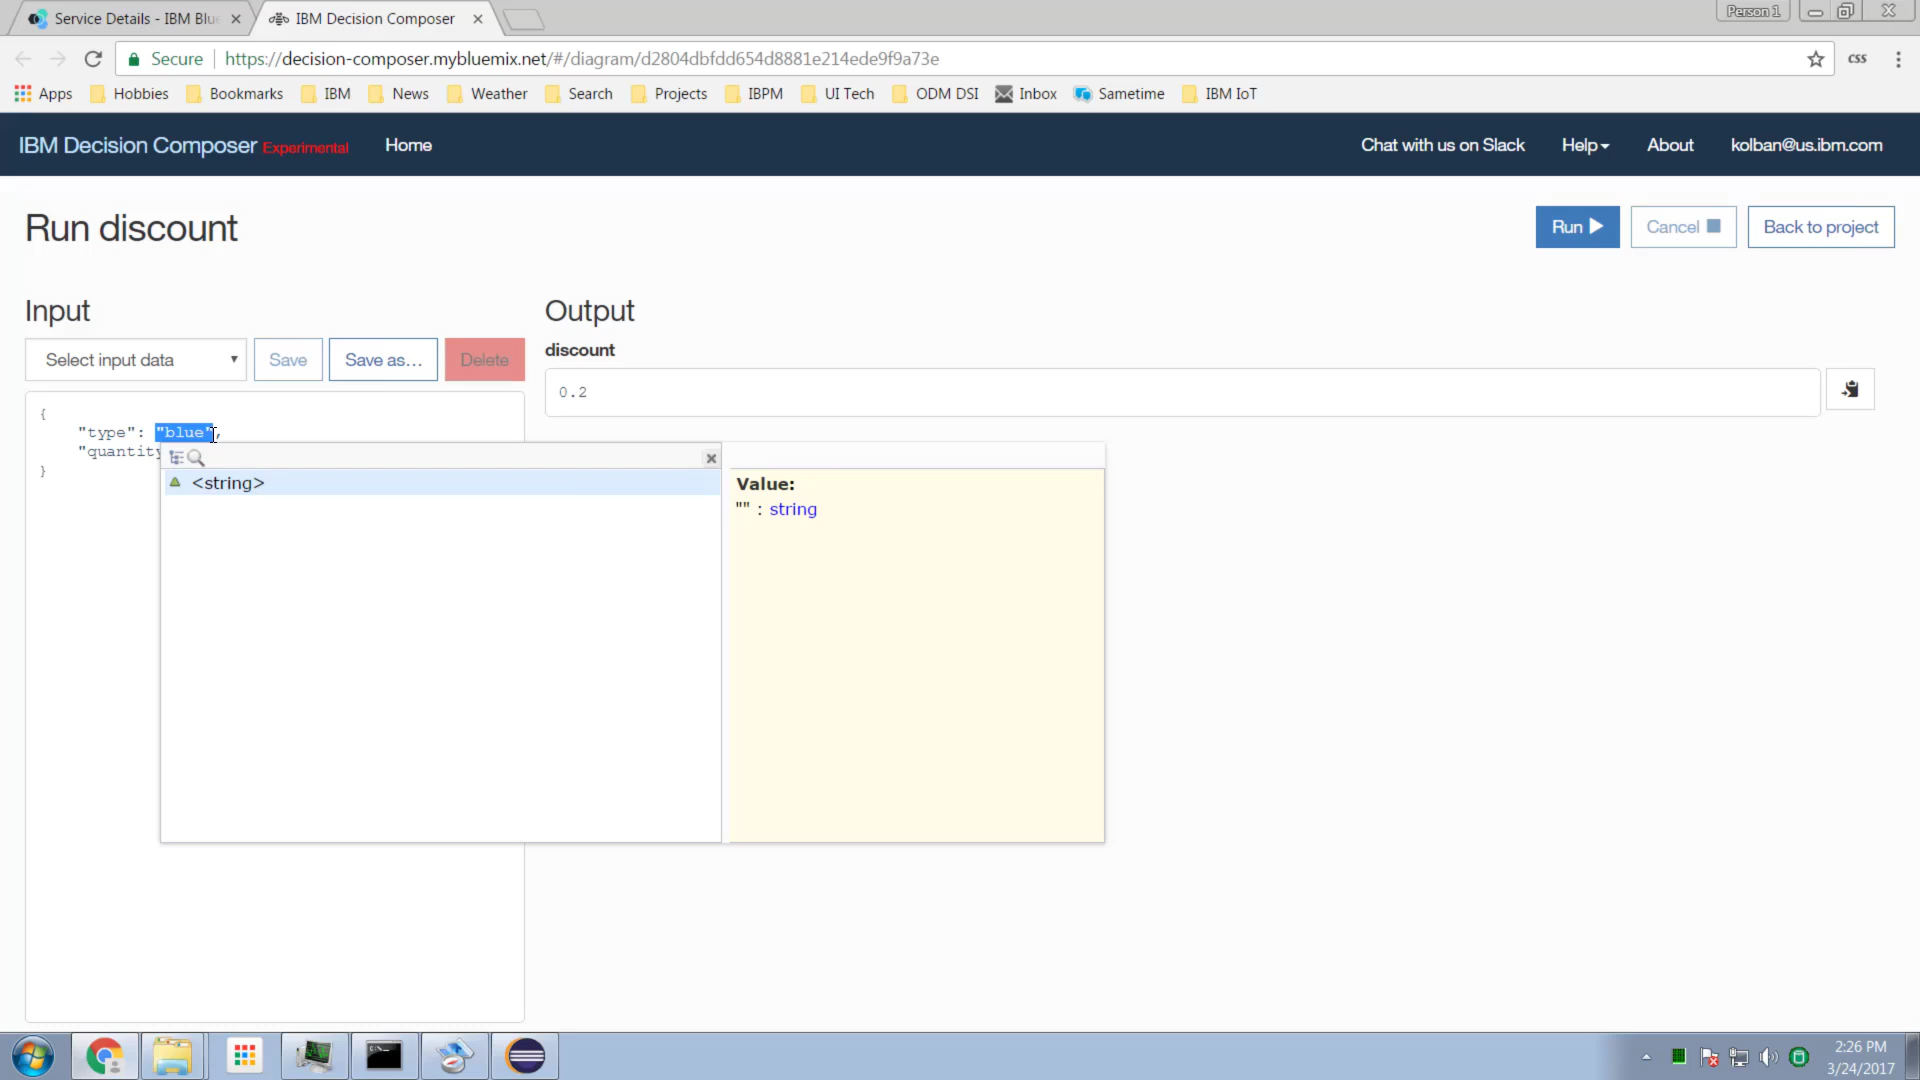 Service Details - IBM Blu
IBM Decision Composer
Person 1
Secure
https://decision-composer.mybluemix.net/#/diagram/d2804dbfdd654d8881e214ede9f9a73e
CSS
Apps
Hobbies
Bookmarks
IBM
News
Weather
Search
Projects
IBPM
UI Tech
ODM DSI
Inbox
Sametime
IBM IoT
IBM Decision Composer Experimental
Home
Chat with us on Slack
Help
About
kolban@us.ibm.com
Run discount
Run
Cancel
Back to project
Input
Output
Select input data
Save
Save as...
Delete
discount
0.2
{
"type": "blue",
"quantity
}
<string>
Value:
"" : string
2:26 PM
3/24/2017